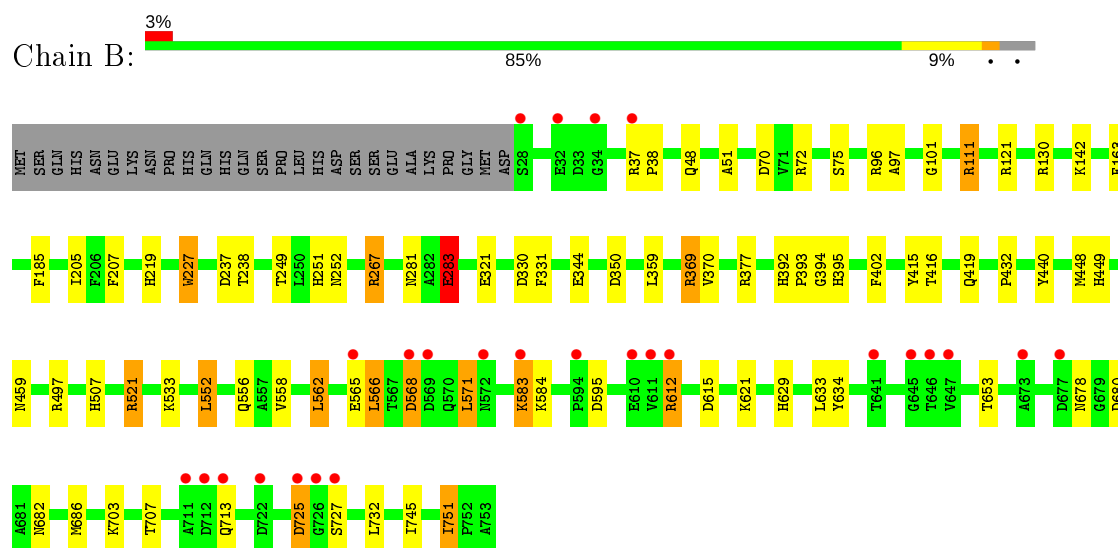 3%
Chain B:
85% 9% • •
MET SER GLN HIS ASN GLU LYS ASN PRO HIS GLN HIS GLN SER PRO LEU HIS ASP SER SER GLU ALA LYS PRO GLY MET ASP S28 E32 D33 G34 R37 P38 Q48 A51 D70 V71 R72 S75 R96 A97 G101 R111 R121 R130 K142
F185 I205 F206 F207 H219 W227 D237 T238 T249 L250 H251 N252 R267 N281 A282 E283 E321 D330 F331 E344 D350 L359 R369 V370 R377 H392 P393 G394 H395 F402 Y415 T416 Q419 P432 Y440 M448 H449
N459 R497 H507 R521 K533 L552 Q556 A557 V558 L562 E565 L566 T567 D568 D569 Q570 L571 N572 K583 K584 P594 D595 E610 V611 R612 D615 K621 H629 L633 Y634 T641 G645 T646 V647 T653 A673 D677 N678 G679 D680
A681 N682 M686 K703 T707 A711 D712 Q713 D722 D725 G726 S727 L732 I745 I751 P752 A753